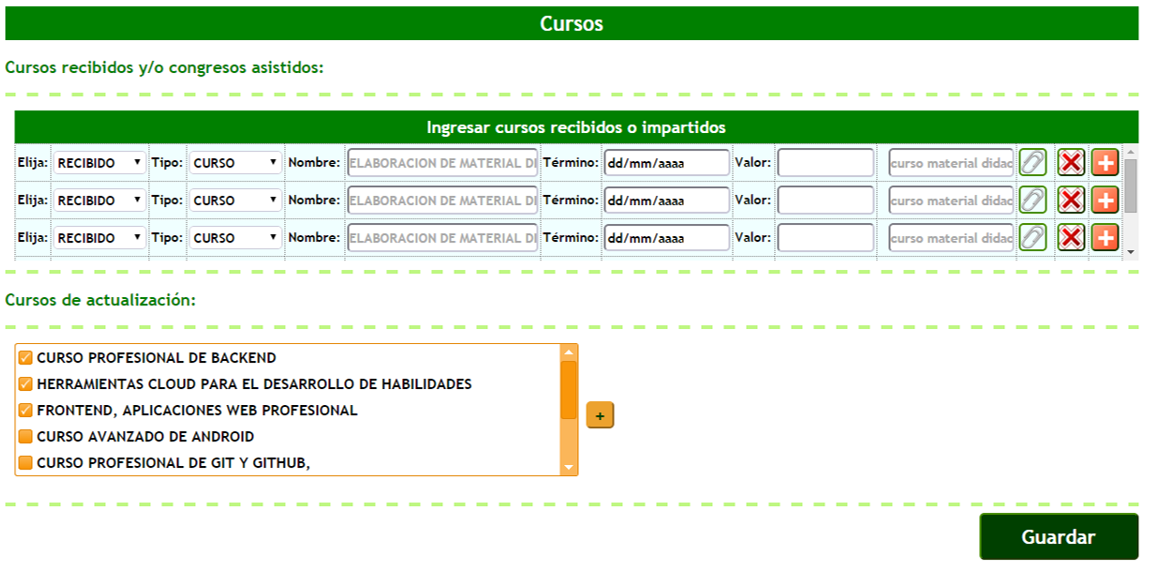 Cursos
Cursos recibidos y/o congresos asistidos:
Ingresar cursos recibidos o impartidos
Elija: RECIBIDO Tipo: CURSO Nombre: ELABORACION DE MATERIAL DI Término: dd/mm/aaaa Valor: curso material didac
Elija: RECIBIDO Tipo: CURSO Nombre: ELABORACION DE MATERIAL DI Término: dd/mm/aaaa Valor: curso material didac
Elija: RECIBIDO Tipo: CURSO Nombre: ELABORACION DE MATERIAL DI Término: dd/mm/aaaa Valor: curso material didac
Cursos de actualización:
CURSO PROFESIONAL DE BACKEND
HERRAMIENTAS CLOUD PARA EL DESARROLLO DE HABILIDADES
FRONTEND, APLICACIONES WEB PROFESIONAL
+
CURSO AVANZADO DE ANDROID
CURSO PROFESIONAL DE GIT Y GITHUB,
Guardar